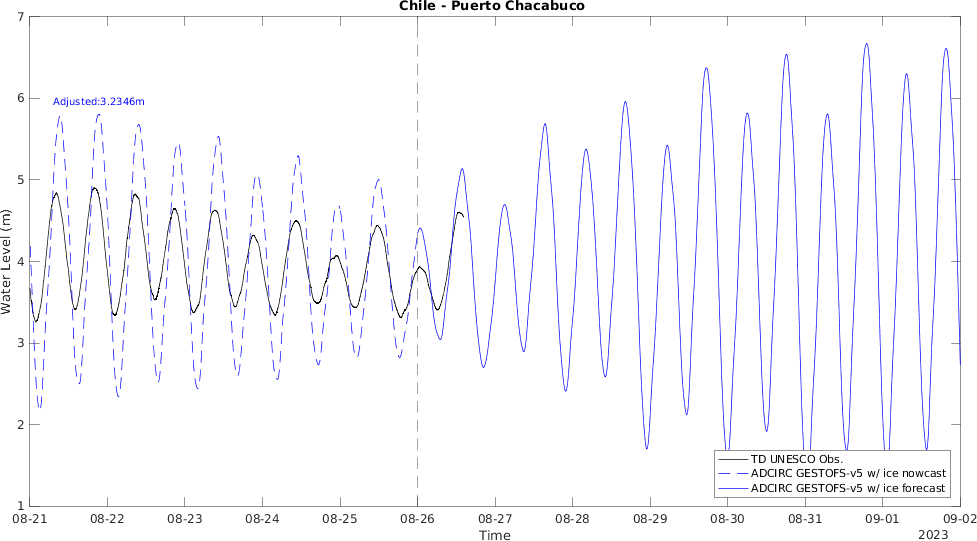 Chile - Puerto Chacabuco
7
6
5
4
3
2
1
Water Level (m)
Adjusted:3.2346m
TD UNESCO Obs.
ADCIRC GESTOFS-v5 w/ ice nowcast
ADCIRC GESTOFS-v5 w/ ice forecast
08-21 08-22 08-23 08-24 08-25 08-26 08-27 08-28 08-29 08-30 08-31 09-01 09-02
Time
2023